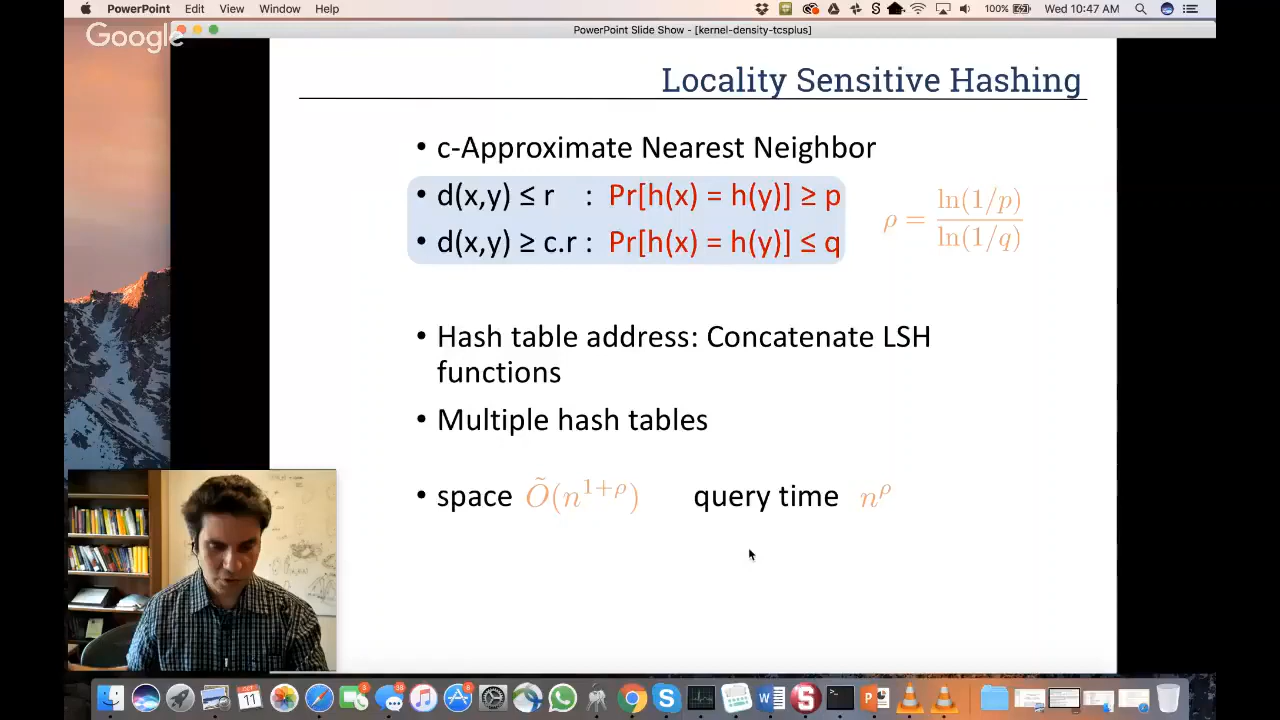 PowerPoint Edit View Window Help 100% Wed 10:47 AM
Google
PowerPoint Slide Show - [kernel-density-tcsplus]
Locality Sensitive Hashing
• c-Approximate Nearest Neighbor
• d(x,y) ≤ r : Pr[h(x) = h(y)] ≥ p
• d(x,y) ≥ c.r : Pr[h(x) = h(y)] ≤ q
ρ = ln(1/p) / ln(1/q)
• Hash table address: Concatenate LSH
functions
• Multiple hash tables
• space Õ(n^{1+ρ}) query time n^ρ